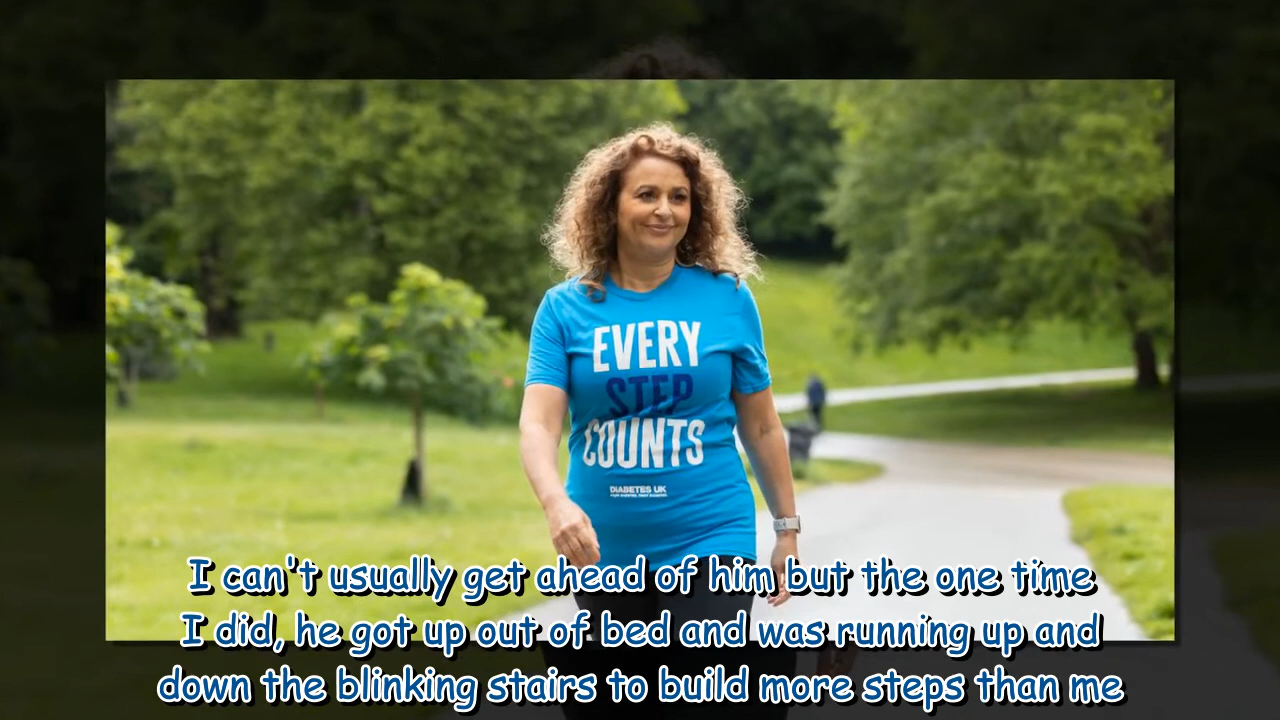 EVERY
STEP
COUNTS
DIABETES UK
I can't usually get ahead of him but the one time
I did, he got up out of bed and was running up and
down the blinking stairs to build more steps than me